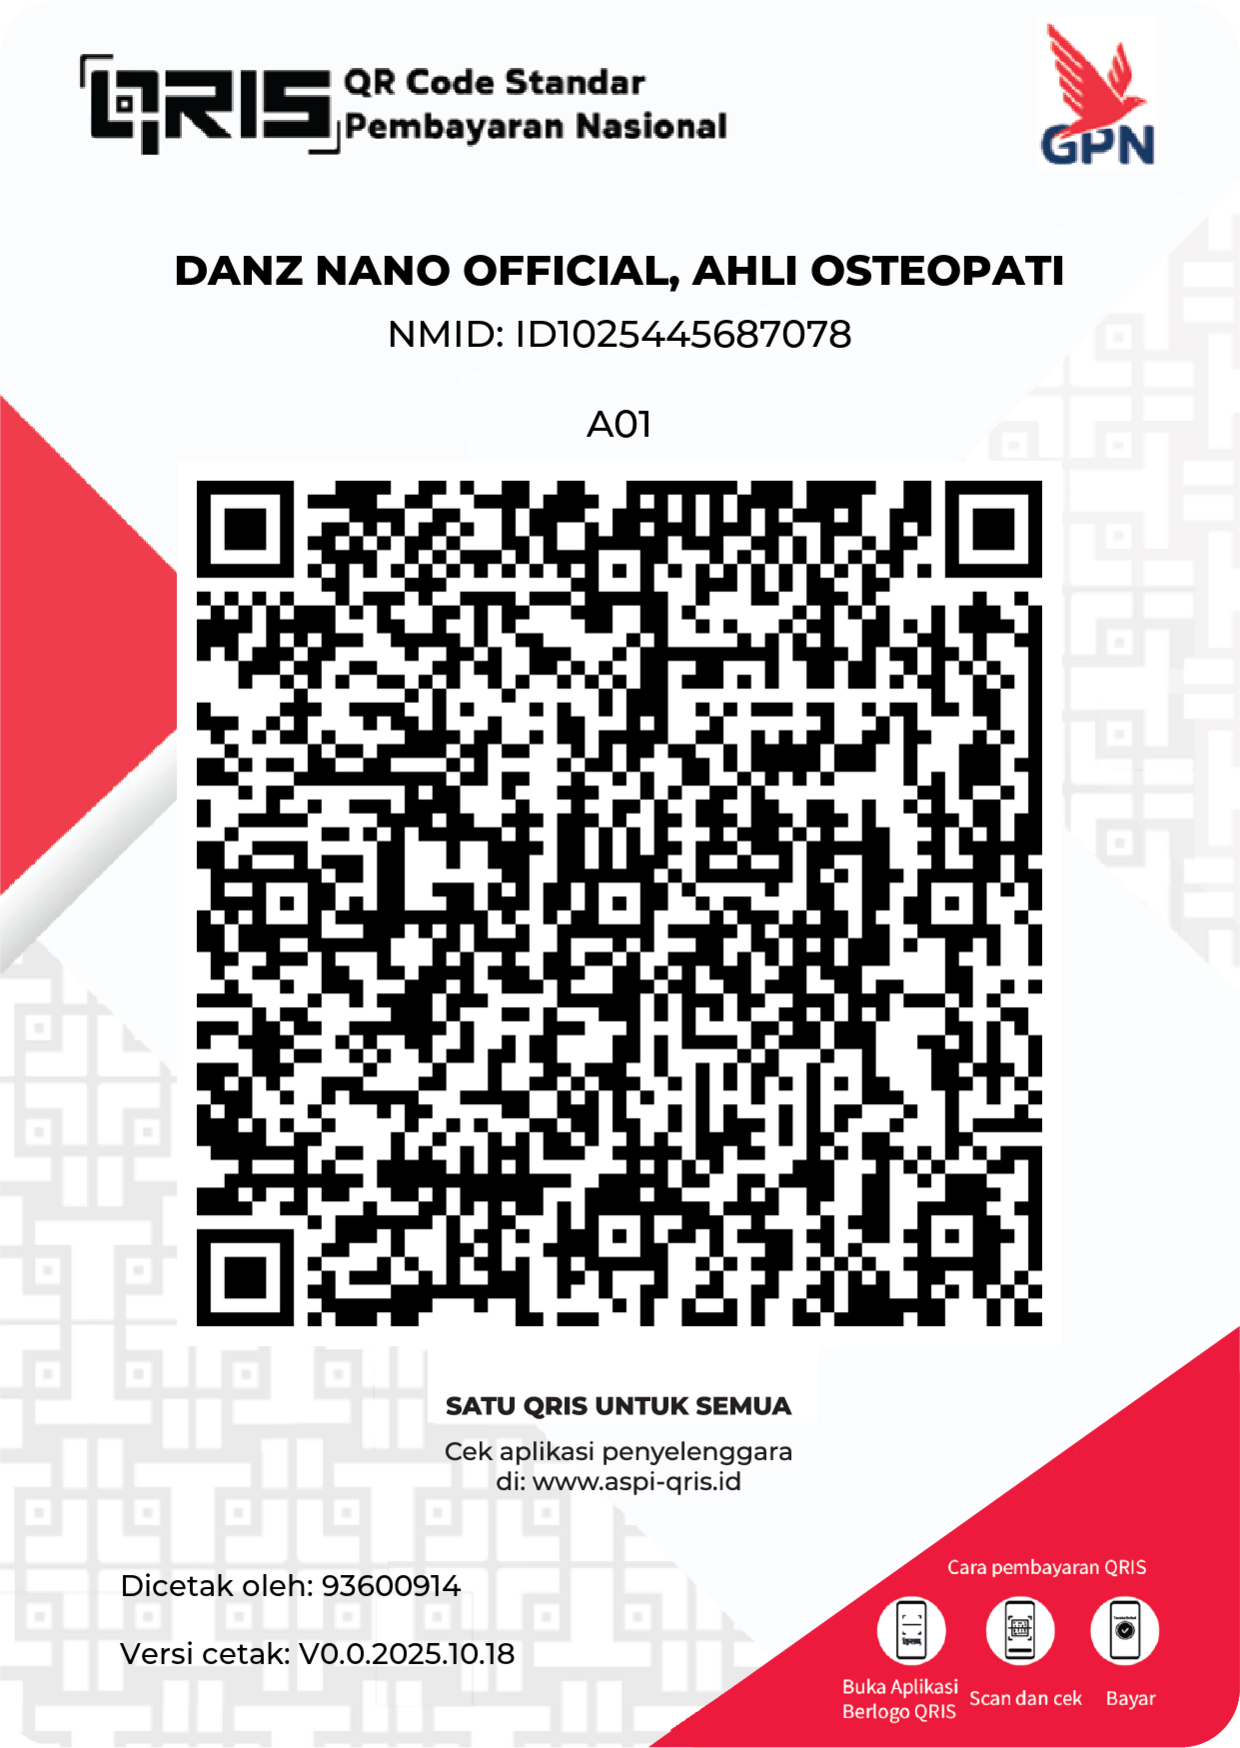 QRIS
QR Code Standar
Pembayaran Nasional
GPN
DANZ NANO OFFICIAL, AHLI OSTEOPATI
NMID: ID1025445687078
A01
SATU QRIS UNTUK SEMUA
Cek aplikasi penyelenggara
di: www.aspi-qris.id
Dicetak oleh: 93600914
Versi cetak: V0.0.2025.10.18
Cara pembayaran QRIS
Buka Aplikasi
Berlogo QRIS
Scan dan cek
Bayar